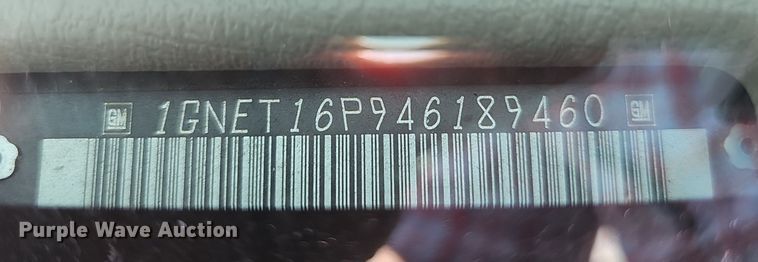 GM 1GNET16P946189460 GM
Purple Wave Auction